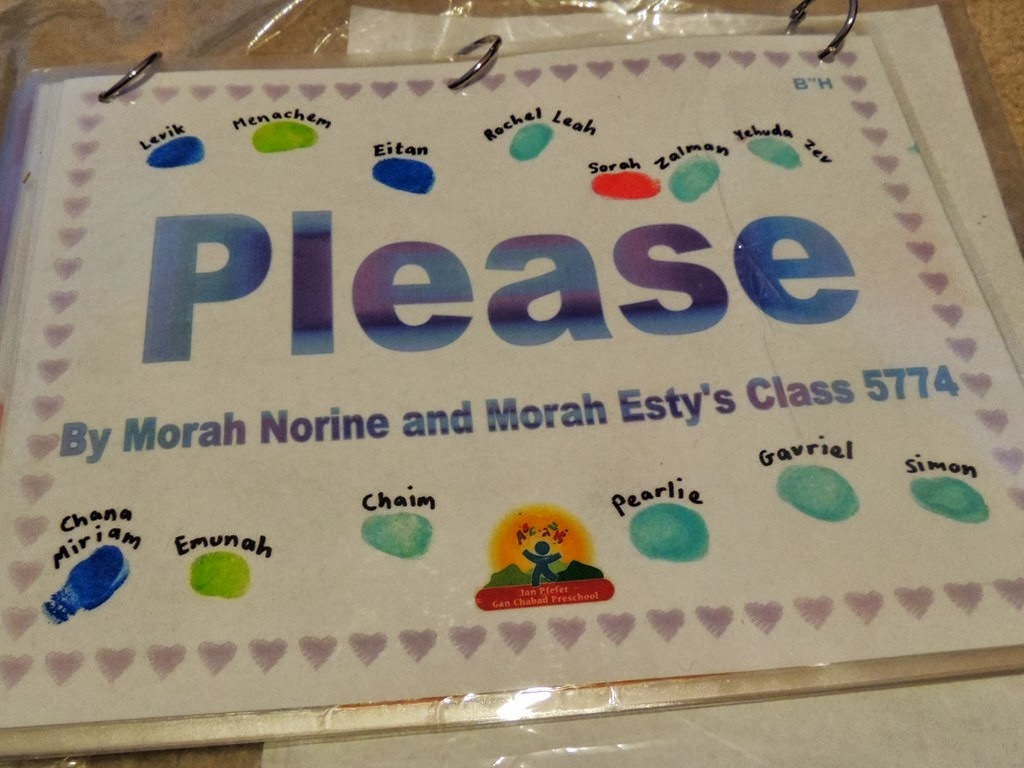 B"H
Levik
Menachem
Eitan
Rochel Leah
Sorah
Zalman
Yehuda Zev
Please
By Morah Norine and Morah Esty's Class 5774
Chana
Miriam
Emunah
Chaim
Pearlie
Gavriel
Simon
Gan Chabad Preschool